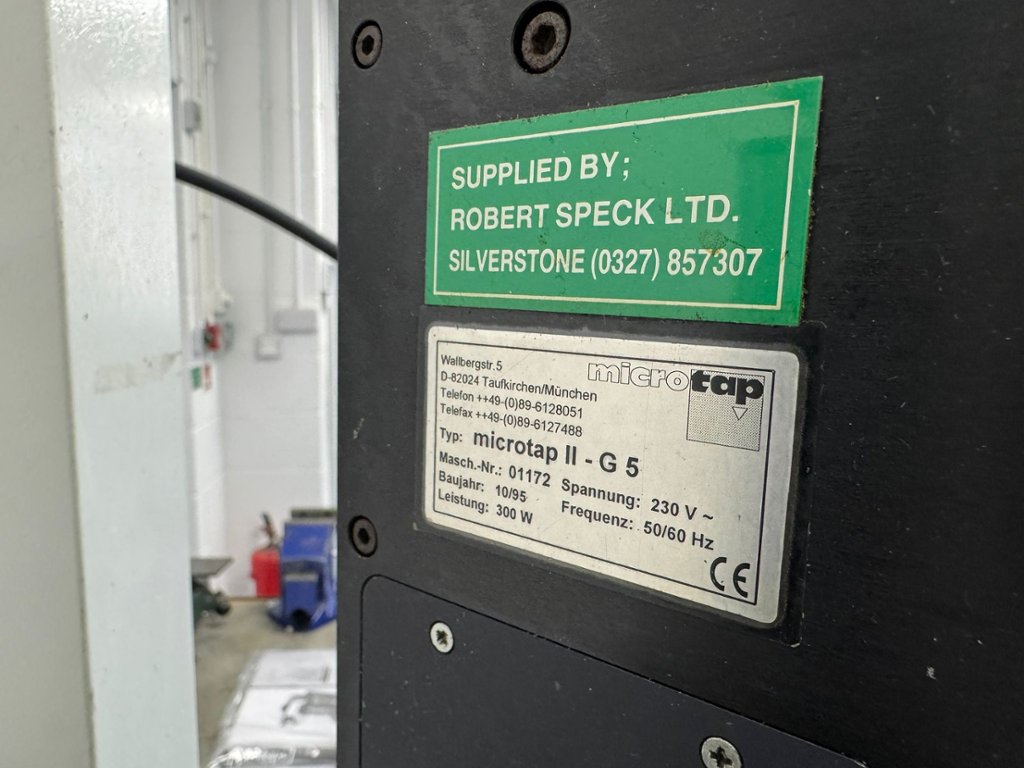 SUPPLIED BY;
ROBERT SPECK LTD.
SILVERSTONE (0327) 857307
microtap
Wallbergstr.5
D-82024 Taufkirchen/München
Telefon ++49-(0)89-6128051
Telefax ++49-(0)89-6127488
Typ: microtap II - G 5
Masch.-Nr.: 01172 Spannung: 230 V ~
Baujahr: 10/95 Frequenz: 50/60 Hz
Leistung: 300 W
CE